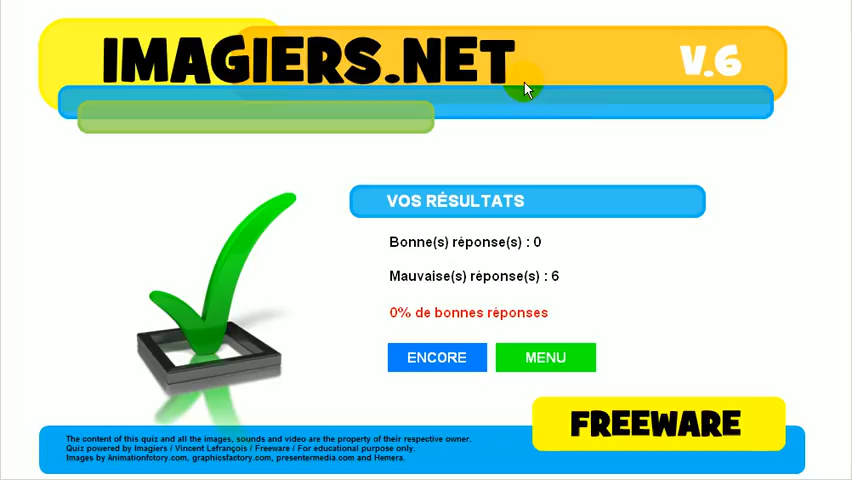 IMAGIERS.NET
V.6
VOS RÉSULTATS
Bonne(s) réponse(s) : 0
Mauvaise(s) réponse(s) : 6
0% de bonnes réponses
ENCORE
MENU
FREEWARE
The content of this quiz and all the images, sounds and video are the property of their respective owner.
Quiz powered by Imagiers / Vincent Lefrançois / Freeware / For educational purpose only.
Images by Animationfctory.com, graphicsfactory.com, presentermedia.com and Hemera.